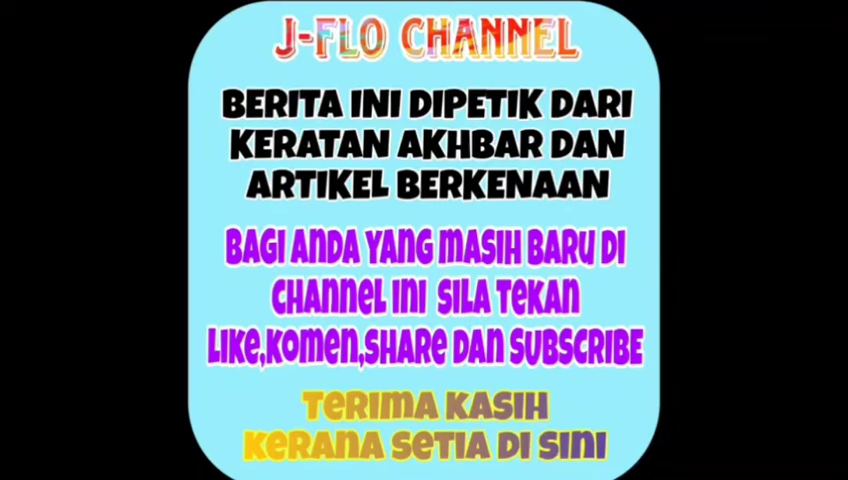 J-FLO CHANNEL
BERITA INI DIPETIK DARI
KERATAN AKHBAR DAN
ARTIKEL BERKENAAN
BAGI ANDA YANG MASIH BARU DI
CHANNEL INI SILA TEKAN
LIKE,KOMEN,SHARE DAN SUBSCRIBE
TERIMA KASIH
KERANA SETIA DI SINI